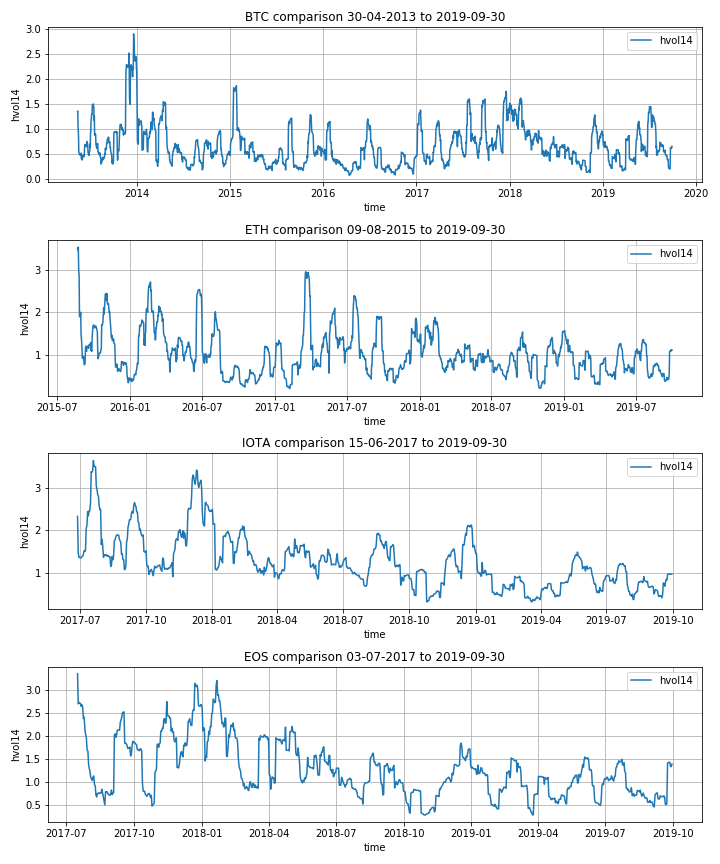 BTC comparison 30-04-2013 to 2019-09-30
3.0
2.5
2.0
1.5
1.0
0.5
0.0
hvol14
hvol14
2014 2015 2016 2017 2018 2019 2020
time
ETH comparison 09-08-2015 to 2019-09-30
3
2
1
hvol14
hvol14
2015-07 2016-01 2016-07 2017-01 2017-07 2018-01 2018-07 2019-01 2019-07
time
IOTA comparison 15-06-2017 to 2019-09-30
3
2
1
hvol14
hvol14
2017-07 2017-10 2018-01 2018-04 2018-07 2018-10 2019-01 2019-04 2019-07 2019-10
time
EOS comparison 03-07-2017 to 2019-09-30
3.0
2.5
2.0
1.5
1.0
0.5
hvol14
hvol14
2017-07 2017-10 2018-01 2018-04 2018-07 2018-10 2019-01 2019-04 2019-07 2019-10
time